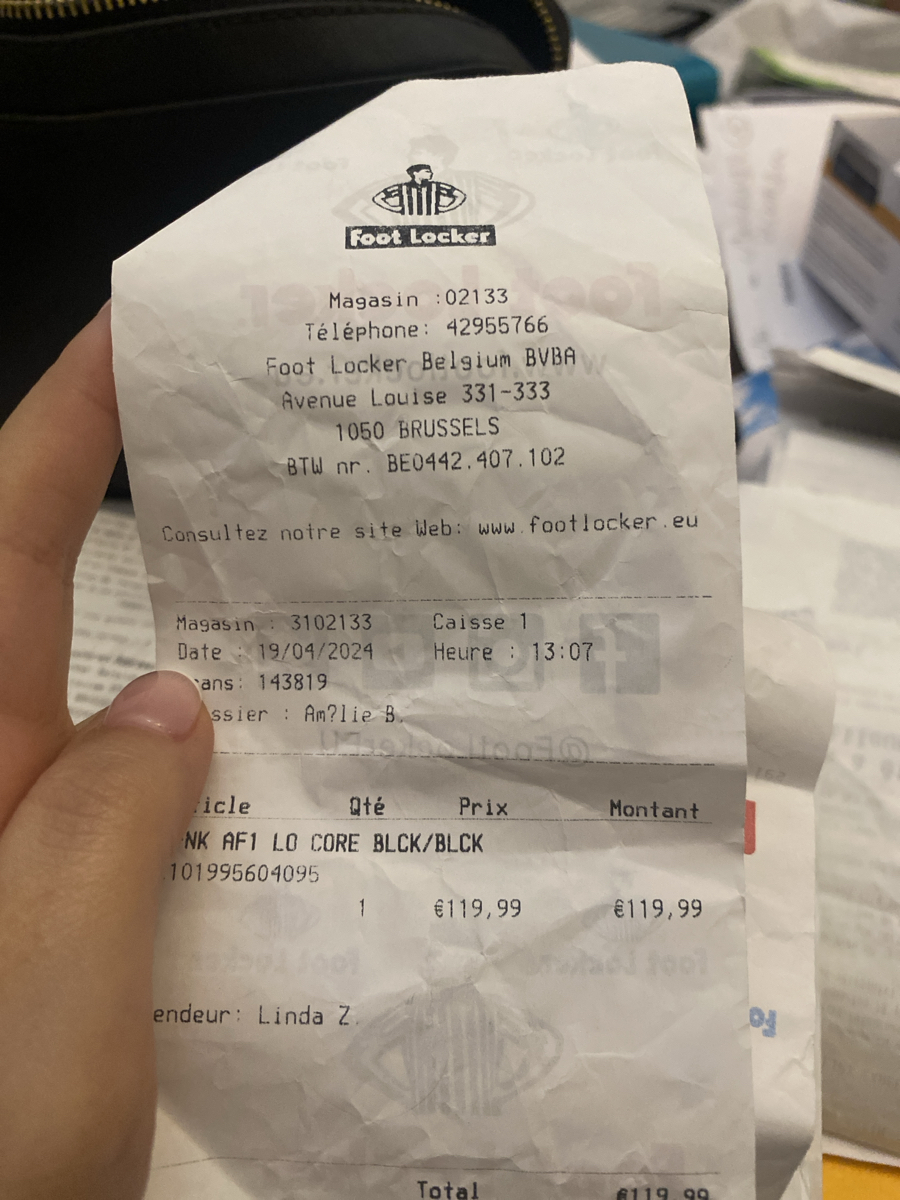 Foot Locker
Magasin :02133
Téléphone: 42955766
Foot Locker Belgium BVBA
Avenue Louise 331-333
1050 BRUSSELS
BTW nr. BE0442.407.102
Consultez notre site Web: www.footlocker.eu
Magasin : 3102133 Caisse 1
Date : 19/04/2024 Heure : 13:07
ans: 143819
ssier : Am?lie B.
icle Qté Prix Montant
NK AF1 LO CORE BLCK/BLCK
.101995604095
1 €119,99 €119,99
endeur: Linda Z.
Total €119,99